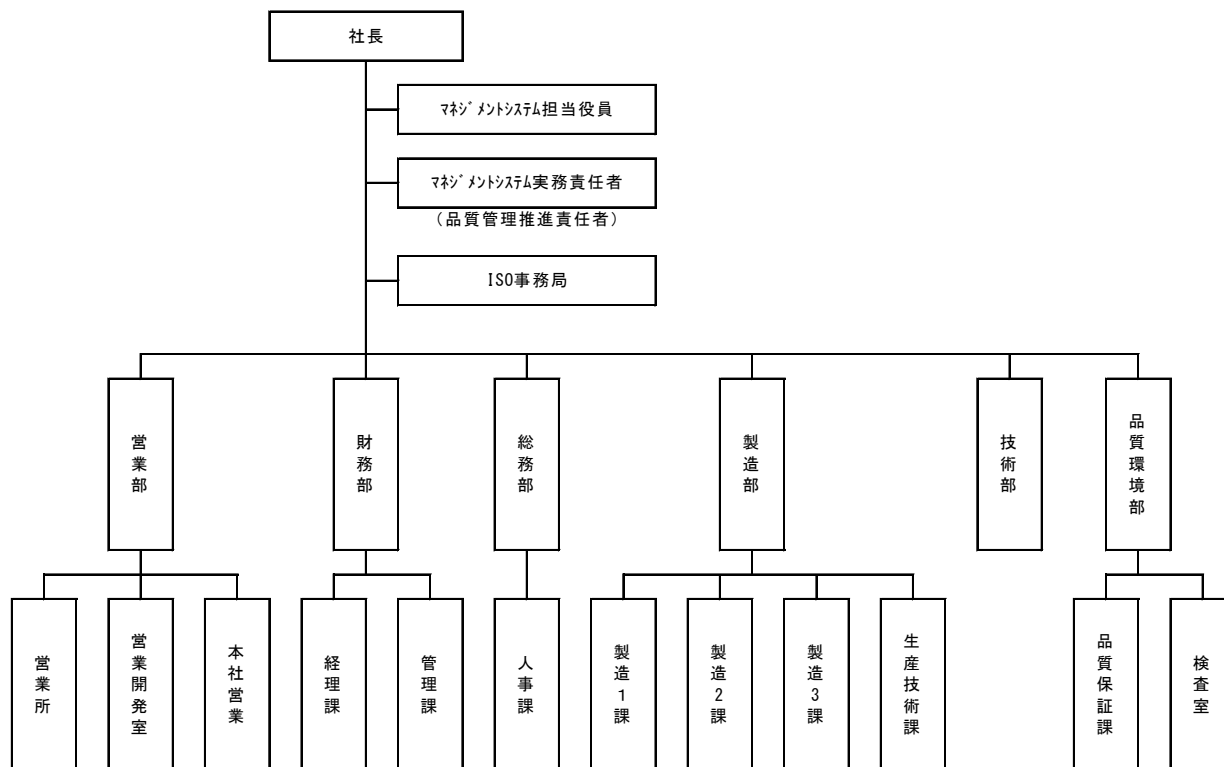 社長
ﾏﾈｼﾞﾒﾝﾄｼｽﾃﾑ担当役員
ﾏﾈｼﾞﾒﾝﾄｼｽﾃﾑ実務責任者
（品質管理推進責任者）
ISO事務局
営業部
財務部
総務部
製造部
技術部
品質環境部
営業所
営業開発室
本社営業
経理課
管理課
人事課
製造1課
製造2課
製造3課
生産技術課
品質保証課
検査室